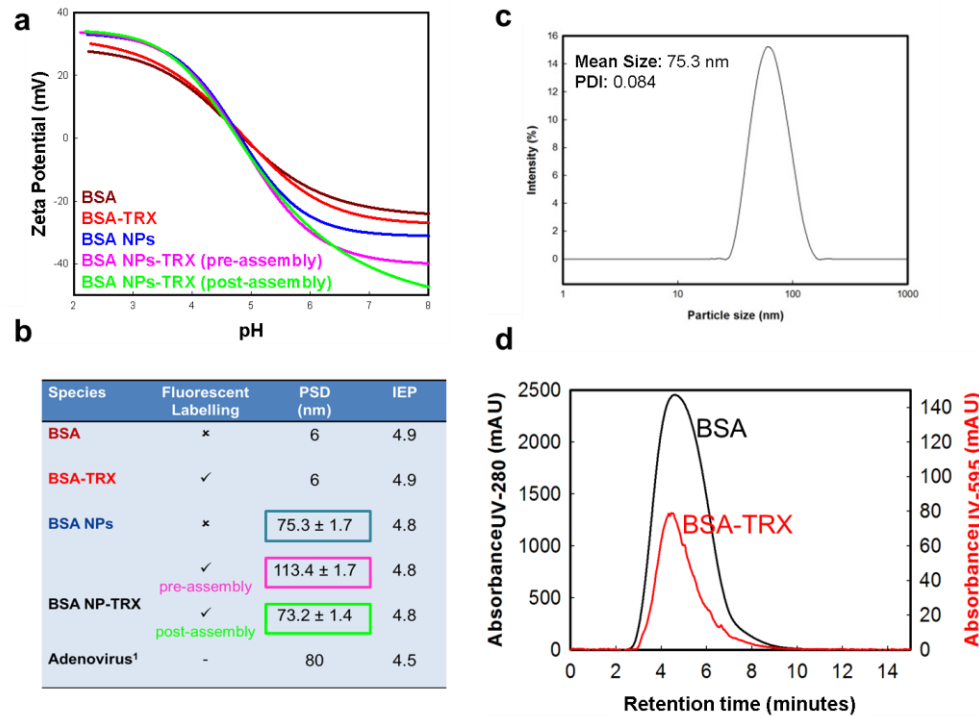 a
40
20
0
-20
-40
Zeta Potential (mV)
BSA
BSA-TRX
BSA NPs
BSA NPs-TRX (pre-assembly)
BSA NPs-TRX (post-assembly)
2 3 4 5 6 7 8
pH
b
Species Fluorescent Labelling PSD (nm) IEP
BSA × 6 4.9
BSA-TRX ✓ 6 4.9
BSA NPs × 75.3 ± 1.7 4.8
✓ pre-assembly 113.4 ± 1.7 4.8
BSA NP-TRX
✓ post-assembly 73.2 ± 1.4 4.8
Adenovirus¹ - 80 4.5
c
16
14
12
10
8
6
4
2
0
Intensity (%)
Mean Size: 75.3 nm
PDI: 0.084
1 10 100 1000
Particle size (nm)
d
2500
2000
1500
1000
500
0
AbsorbanceUV-280 (mAU)
BSA
BSA-TRX
140
120
100
80
60
40
20
0
AbsorbanceUV-595 (mAU)
0 2 4 6 8 10 12 14
Retention time (minutes)